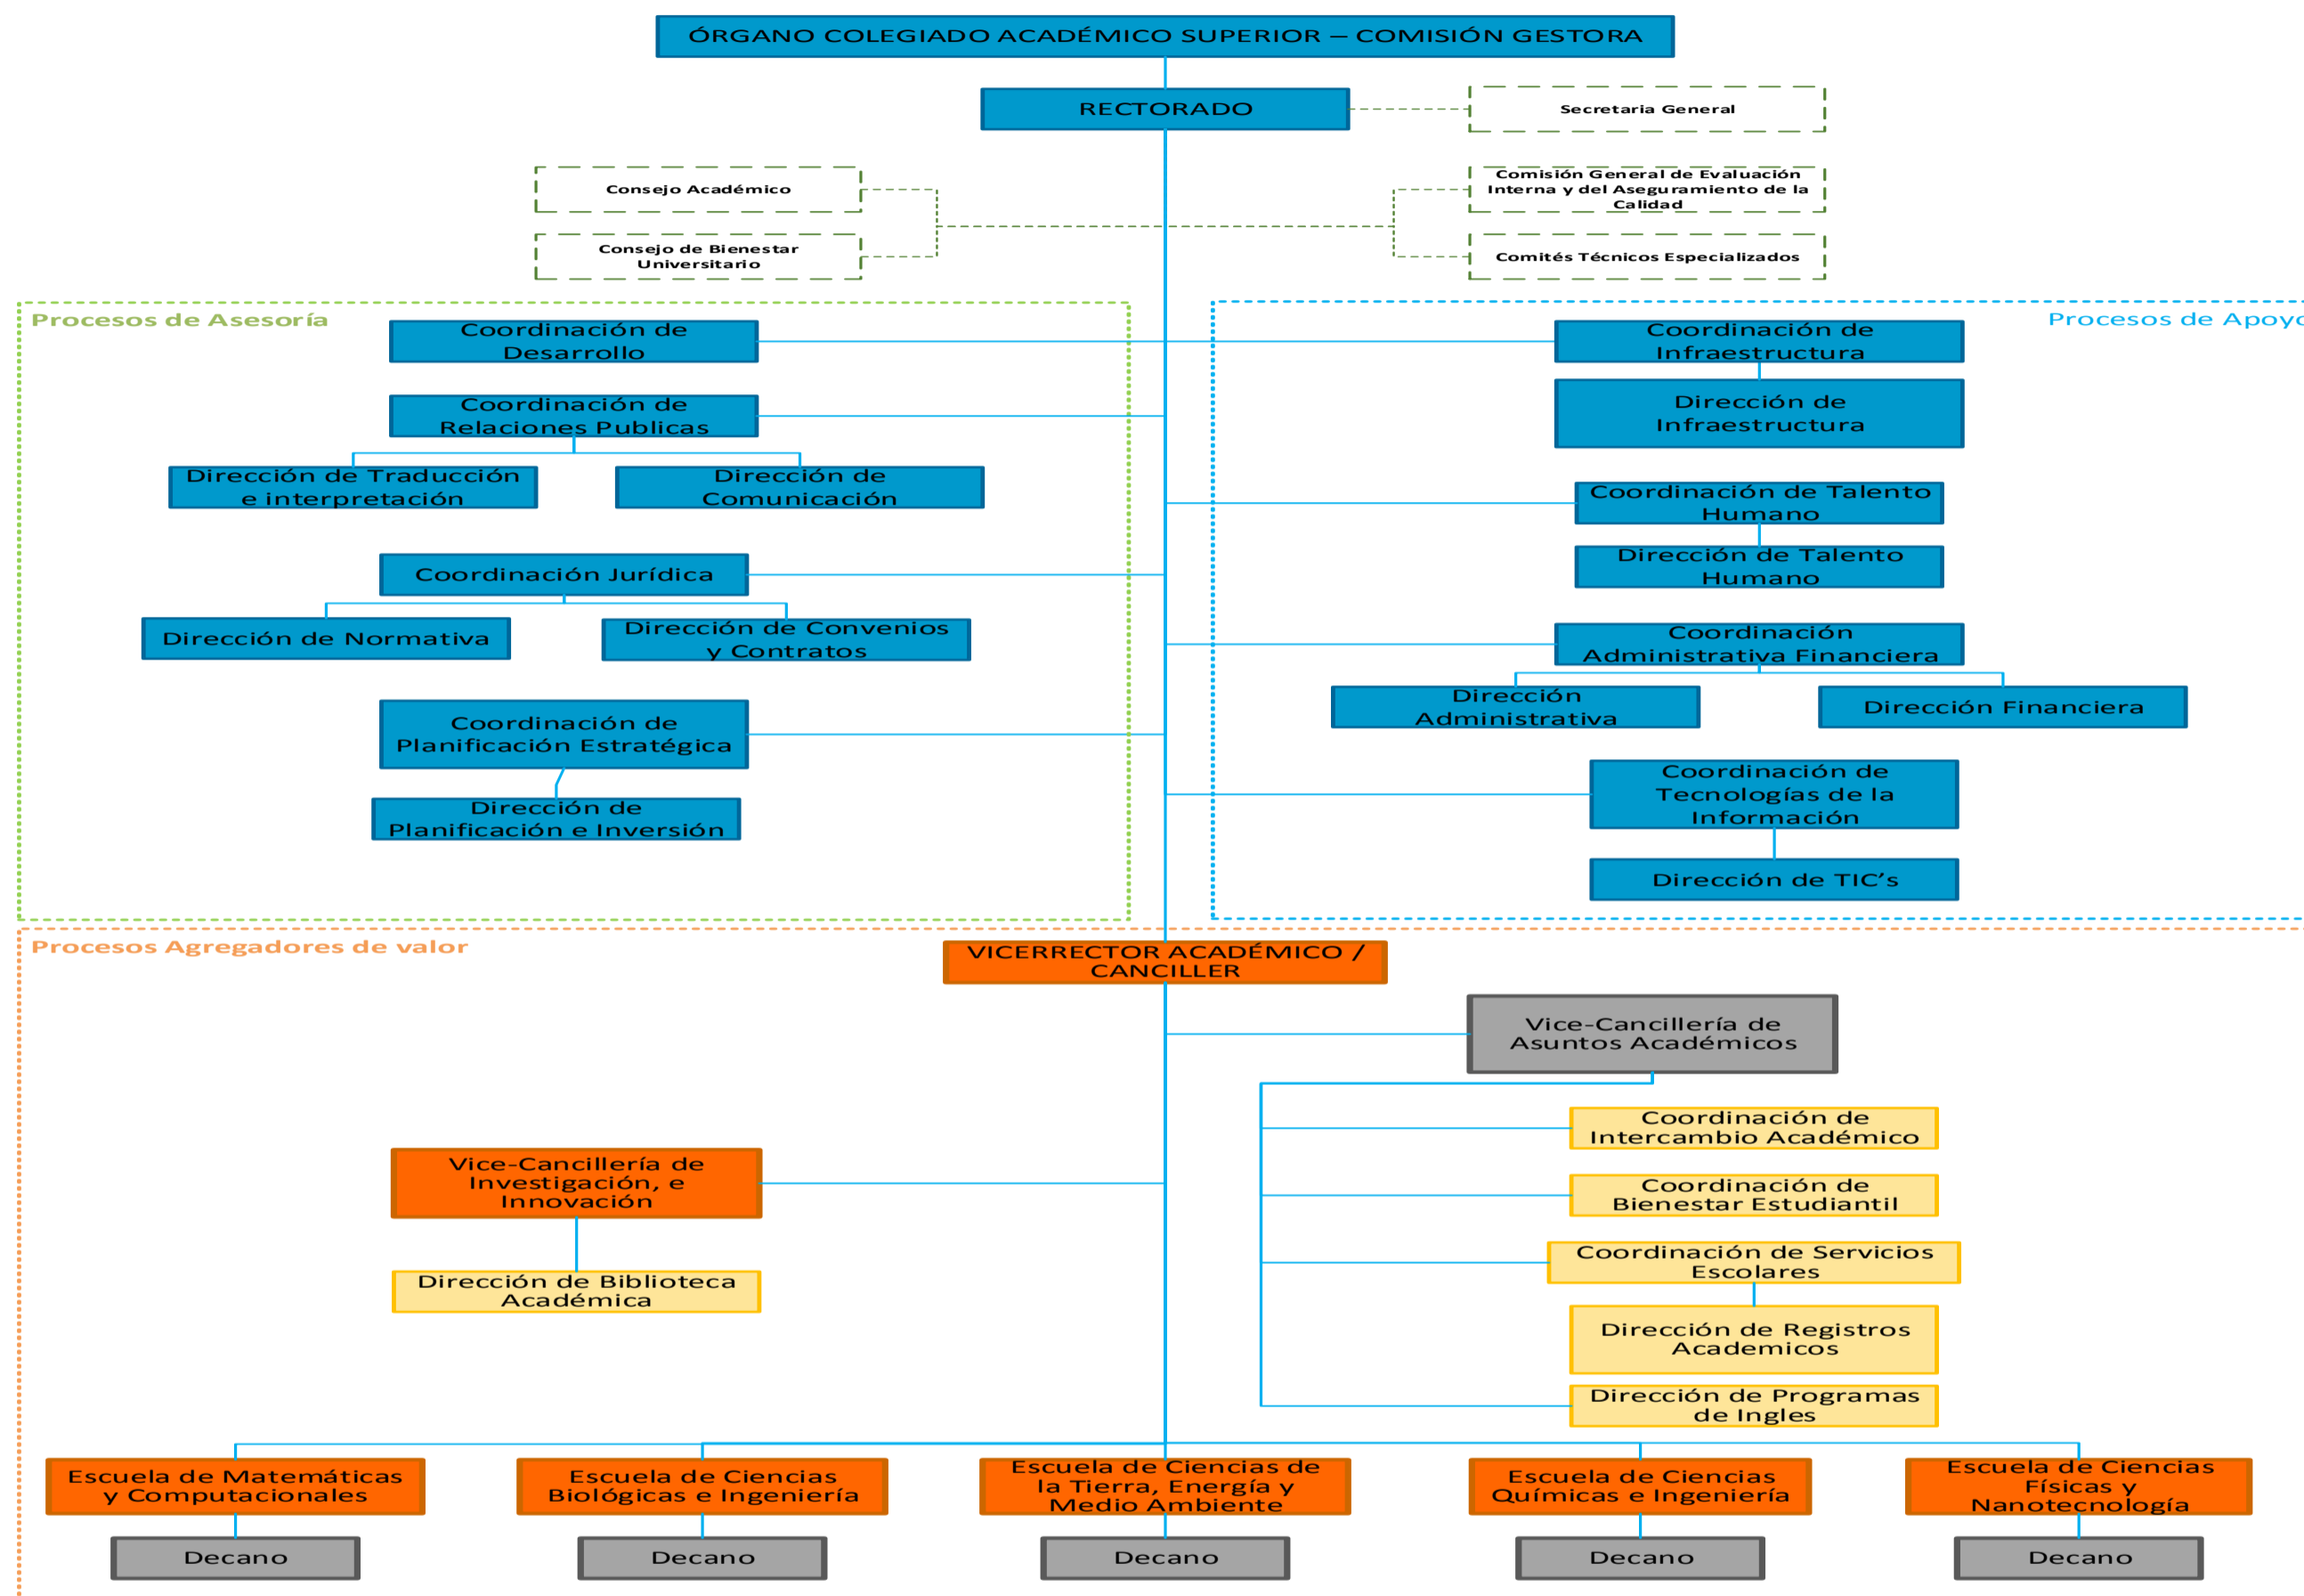 ÓRGANO COLEGIADO ACADÉMICO SUPERIOR – COMISIÓN GESTORA
RECTORADO
Secretaria General
Consejo Académico
Comisión General de Evaluación
Interna y del Aseguramiento de la
Calidad
Consejo de Bienestar
Universitario
Comités Técnicos Especializados
Procesos de Asesoría
Coordinación de
Desarrollo
Coordinación de
Relaciones Publicas
Dirección de Traducción
e interpretación
Dirección de
Comunicación
Coordinación Jurídica
Dirección de Normativa
Dirección de Convenios
y Contratos
Coordinación de
Planificación Estratégica
Dirección de
Planificación e Inversión
Procesos de Apoyo
Coordinación de
Infraestructura
Dirección de
Infraestructura
Coordinación de Talento
Humano
Dirección de Talento
Humano
Coordinación
Administrativa Financiera
Dirección
Administrativa
Dirección Financiera
Coordinación de
Tecnologías de la
Información
Dirección de TIC’s
Procesos Agregadores de valor
VICERRECTOR ACADÉMICO /
CANCILLER
Vice-Cancillería de
Asuntos Académicos
Coordinación de
Intercambio Académico
Coordinación de
Bienestar Estudiantil
Coordinación de Servicios
Escolares
Dirección de Registros
Academicos
Dirección de Programas
de Ingles
Vice-Cancillería de
Investigación, e
Innovación
Dirección de Biblioteca
Académica
Escuela de Matemáticas
y Computacionales
Escuela de Ciencias
Biológicas e Ingeniería
Escuela de Ciencias de
la Tierra, Energía y
Medio Ambiente
Escuela de Ciencias
Químicas e Ingeniería
Escuela de Ciencias
Físicas y
Nanotecnología
Decano
Decano
Decano
Decano
Decano